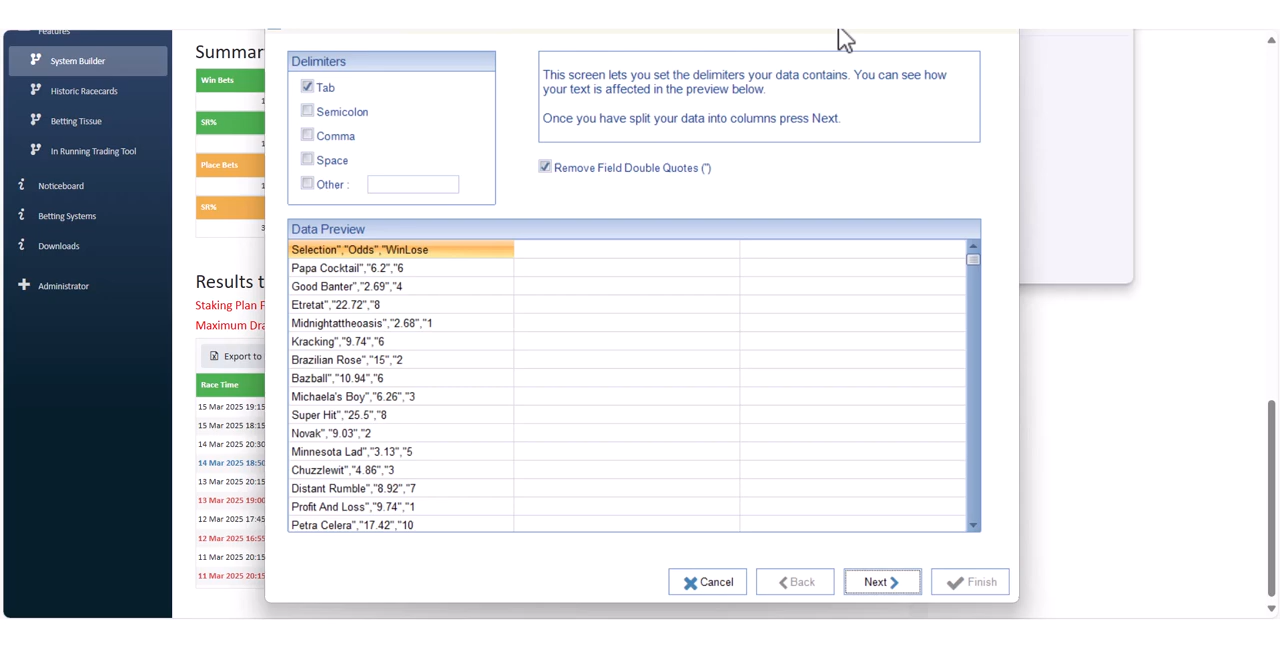 Features
System Builder
Historic Racecards
Betting Tissue
In Running Trading Tool
Noticeboard
Betting Systems
Downloads
Administrator
Summar
Win Bets
1
SR%
1
Place Bets
1
SR%
3
Results t
Staking Plan F
Maximum Dra
Export to
Race Time
15 Mar 2025 19:15
15 Mar 2025 18:15
14 Mar 2025 20:30
14 Mar 2025 18:50
13 Mar 2025 20:15
13 Mar 2025 19:00
12 Mar 2025 17:45
12 Mar 2025 16:55
11 Mar 2025 20:15
11 Mar 2025 20:15
Delimiters
Tab
Semicolon
Comma
Space
Other :
This screen lets you set the delimiters your data contains. You can see how
your text is affected in the preview below.
Once you have split your data into columns press Next.
Remove Field Double Quotes (")
Data Preview
Selection","Odds","WinLose
Papa Cocktail","6.2","6
Good Banter","2.69","4
Etretat","22.72","8
Midnightattheoasis","2.68","1
Kracking","9.74","6
Brazilian Rose","15","2
Bazball","10.94","6
Michaela's Boy","6.26","3
Super Hit","25.5","8
Novak","9.03","2
Minnesota Lad","3.13","5
Chuzzlewit","4.86","3
Distant Rumble","8.92","7
Profit And Loss","9.74","1
Petra Celera","17.42","10
Cancel
Back
Next
Finish